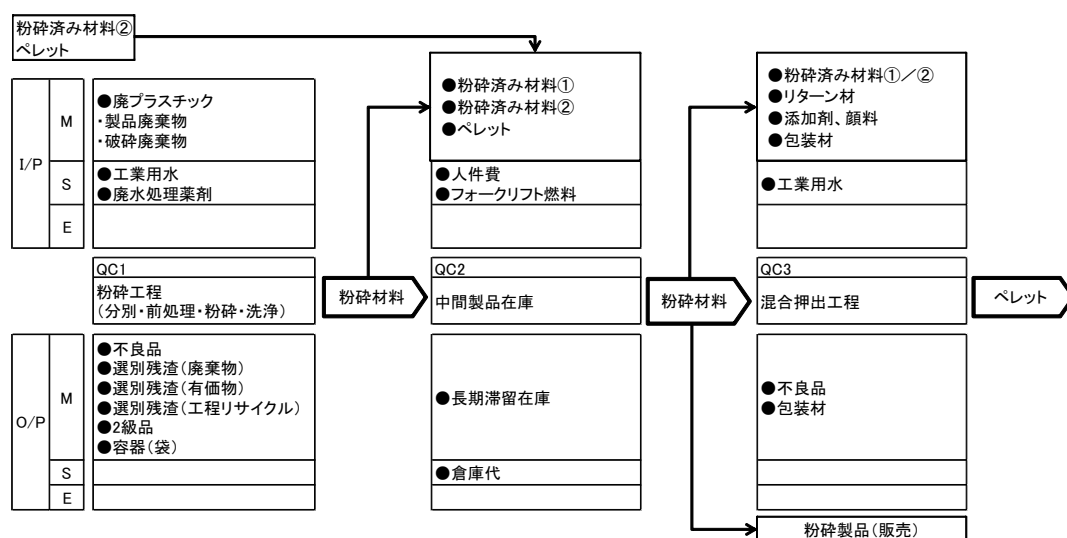 粉砕済み材料②
ペレット
I/P
M
●廃プラスチック
・製品廃棄物
・破砕廃棄物
●粉砕済み材料①
●粉砕済み材料②
●ペレット
●粉砕済み材料①／②
●リターン材
●添加剤、顔料
●包装材
S
●工業用水
●廃水処理薬剤
●人件費
●フォークリフト燃料
●工業用水
E
QC1
粉砕工程
(分別・前処理・粉砕・洗浄)
粉砕材料
QC2
中間製品在庫
粉砕材料
QC3
混合押出工程
ペレット
O/P
M
●不良品
●選別残渣(廃棄物)
●選別残渣(有価物)
●選別残渣(工程リサイクル)
●2級品
●容器(袋)
●長期滞留在庫
●不良品
●包装材
S
●倉庫代
E
粉砕製品(販売)